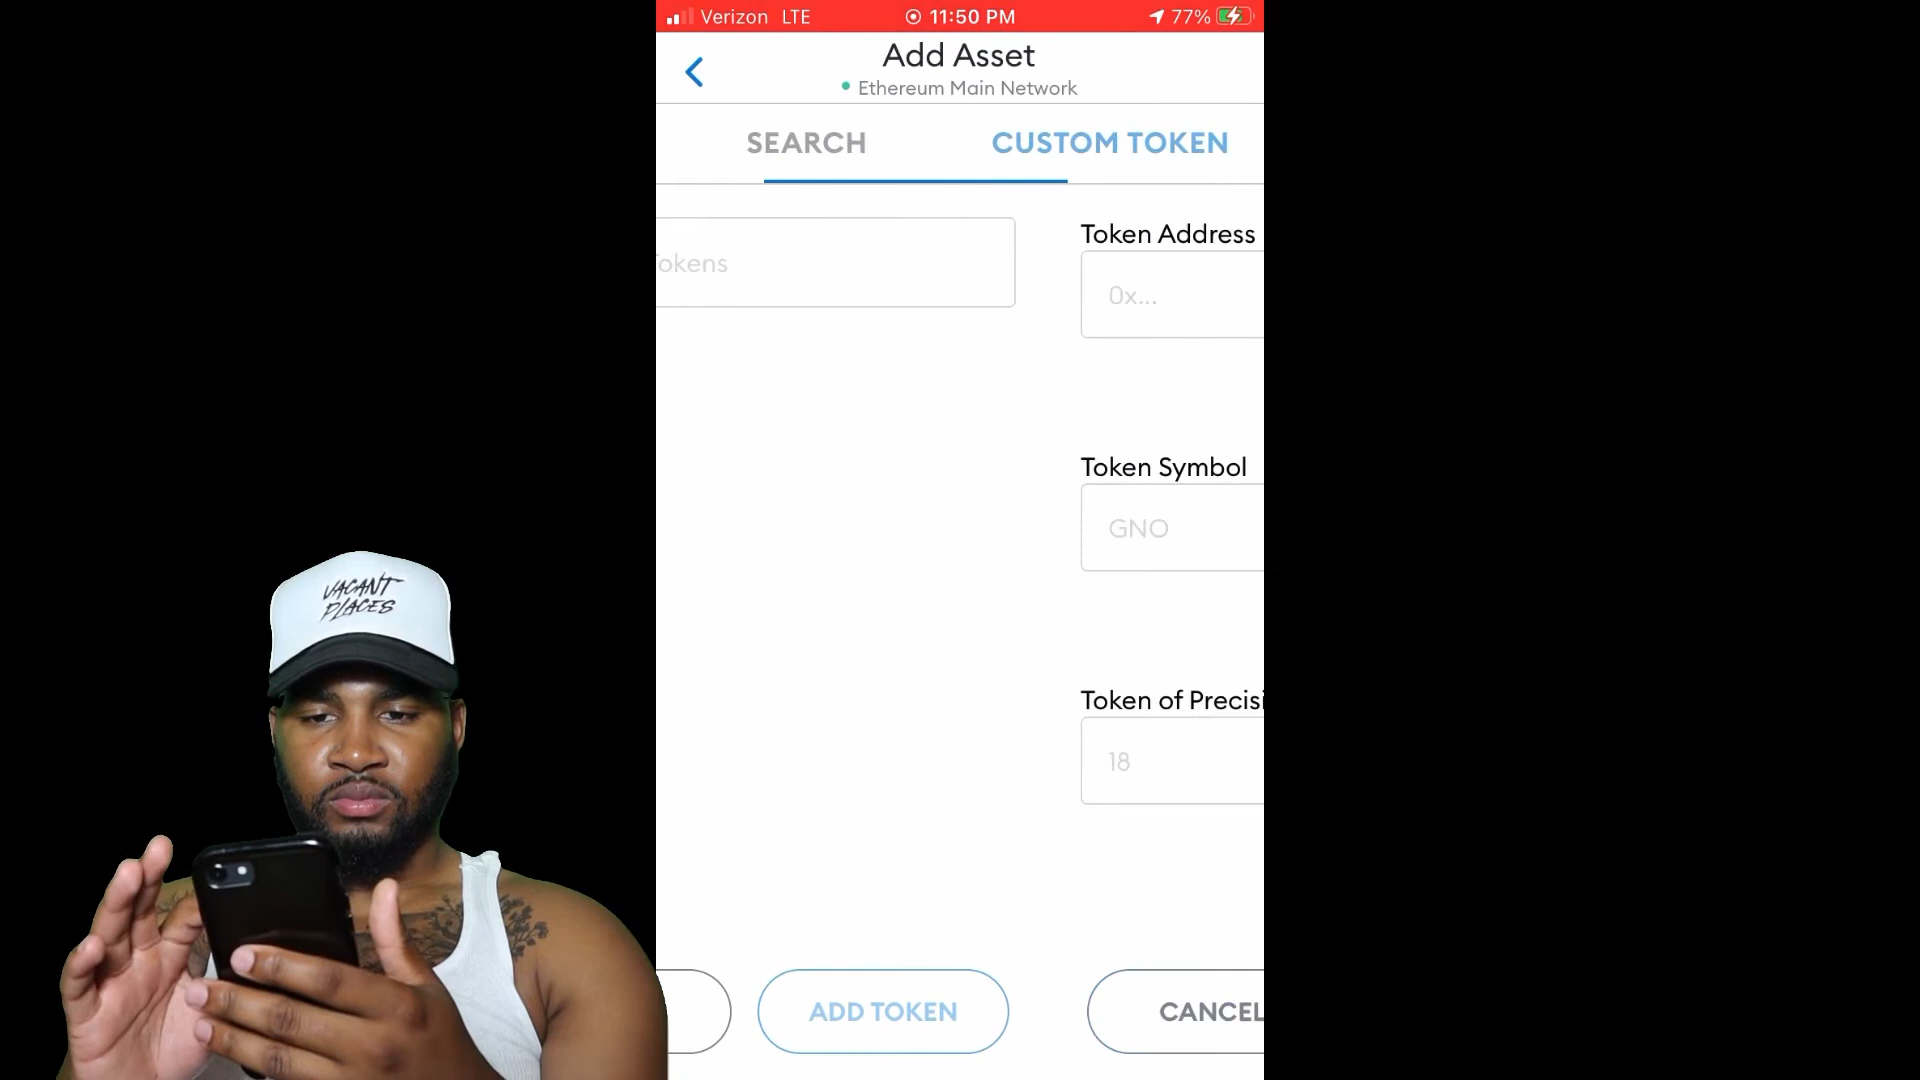 Verizon LTE 11:50 PM 77%
Add Asset
Ethereum Main Network
SEARCH CUSTOM TOKEN
Tokens
Token Address
0x...
Token Symbol
GNO
Token of Precisi
18
ADD TOKEN CANCEL
VACANT
PLACES